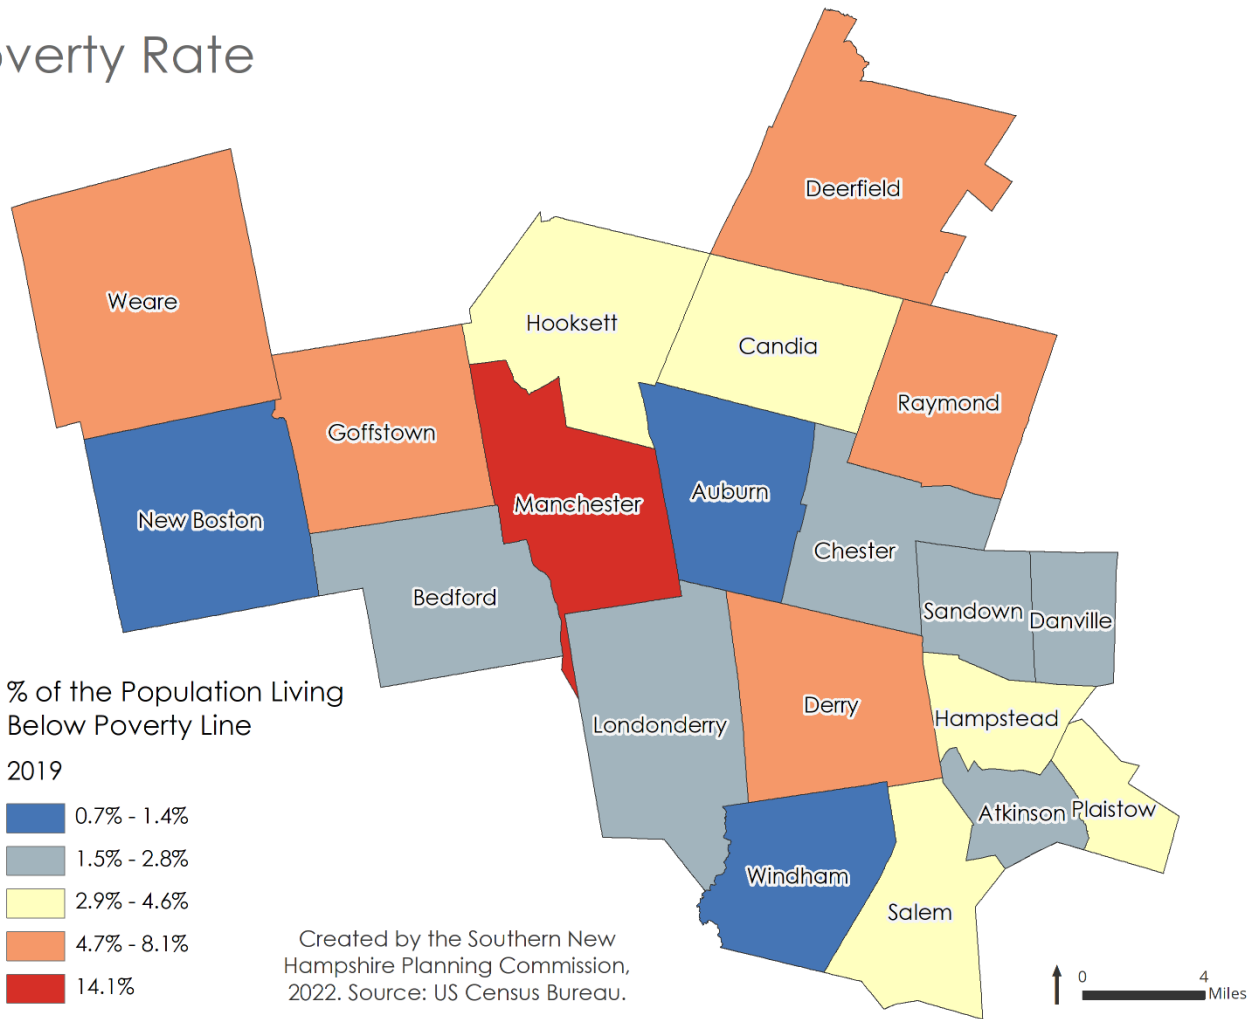 overty Rate
Deerfield
Weare
Hooksett
Candia
Raymond
Goffstown
Manchester
Auburn
New Boston
Chester
Bedford
Sandown
Danville
Londonderry
Derry
Hampstead
Atkinson
Plaistow
Windham
Salem
% of the Population Living
Below Poverty Line
2019
0.7% - 1.4%
1.5% - 2.8%
2.9% - 4.6%
4.7% - 8.1%
14.1%
Created by the Southern New
Hampshire Planning Commission,
2022. Source: US Census Bureau.
0 4
Miles